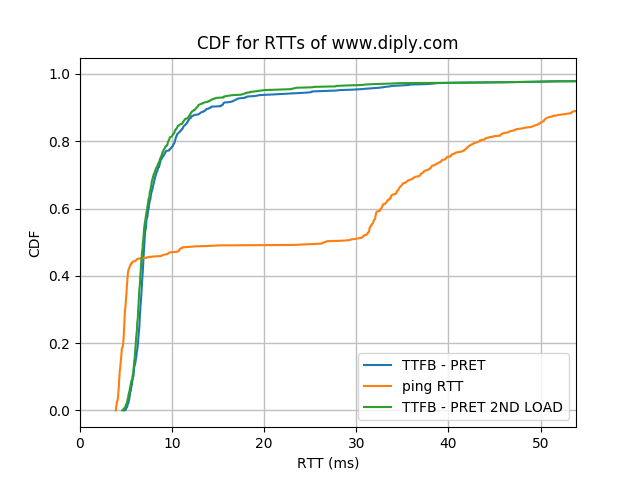 CDF for RTTs of www.diply.com
1.0
0.8
0.6
0.4
0.2
0.0
CDF
TTFB - PRET
ping RTT
TTFB - PRET 2ND LOAD
0 10 20 30 40 50
RTT (ms)